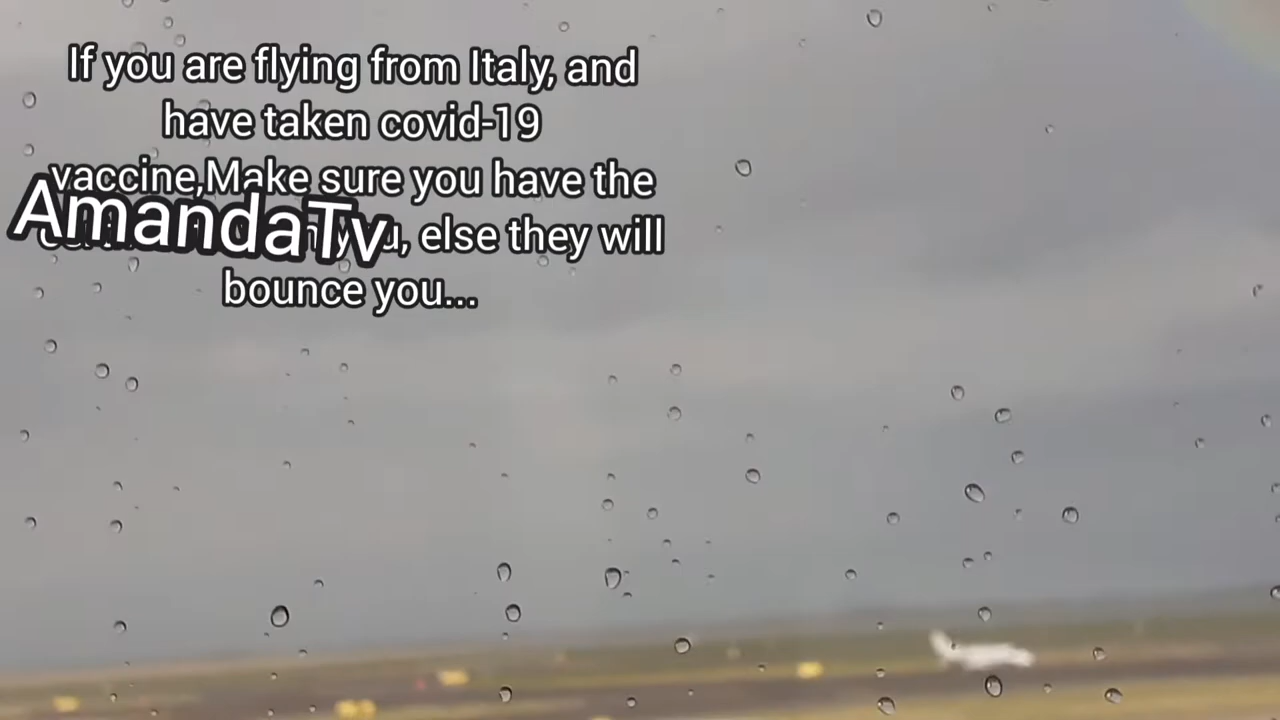 If you are flying from Italy, and
have taken covid-19
vaccine,Make sure you have the
AmandaTv
else they will
bounce you...